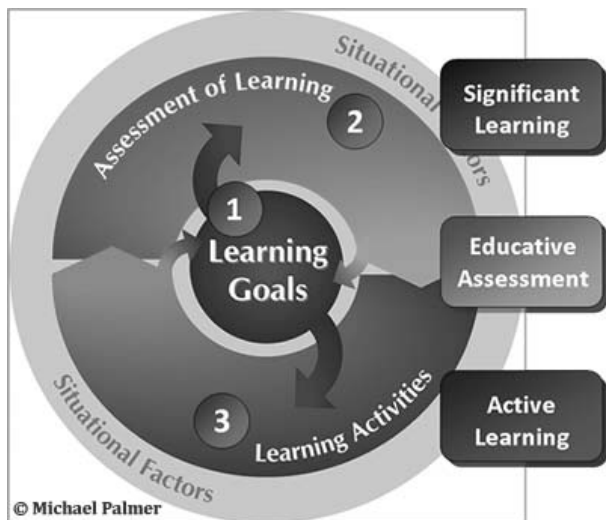 Situational Factors
Assessment of Learning
2
Significant
Learning
1
Learning
Goals
Educative
Assessment
3
Learning Activities
Situational Factors
Active
Learning
© Michael Palmer